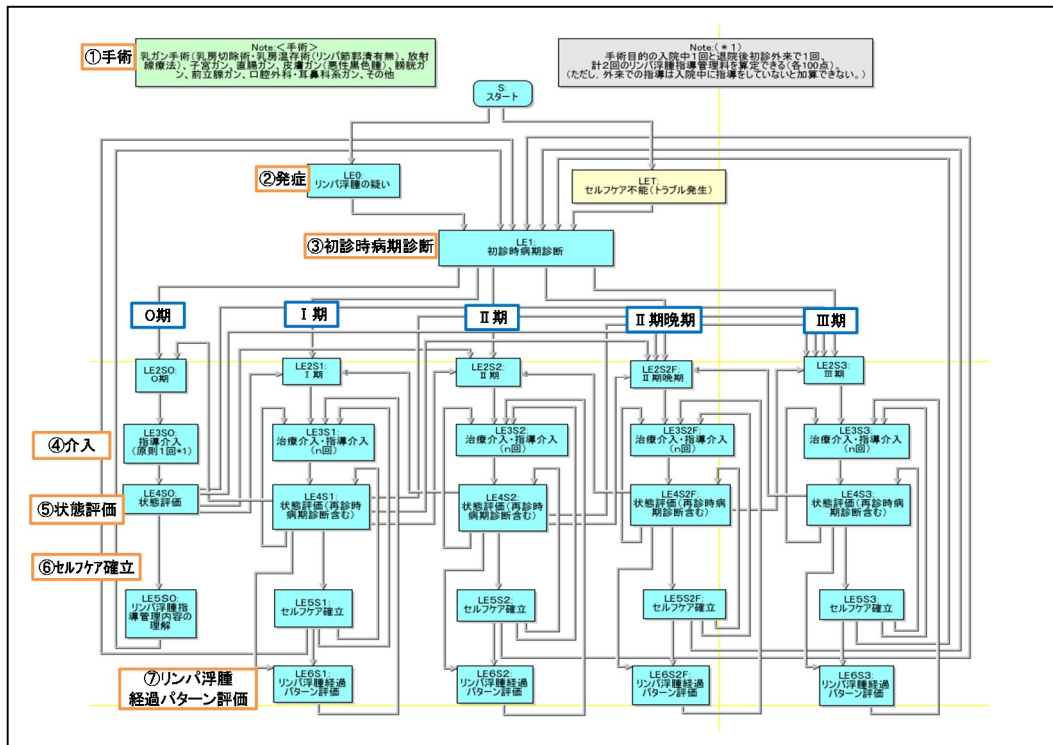 ①手術
Note:<手術>
乳ガン手術(乳房切除術・乳房温存術(リンパ節郭清有無)、放射
線療法)、子宮ガン、直腸ガン、皮膚ガン(悪性黒色腫)、膀胱ガ
ン、前立腺ガン、口腔外科・耳鼻科系ガン、その他
Note:(*1)
手術目的の入院中1回と退院後初診外来で1回、
計2回のリンパ浮腫指導管理料を算定できる(各100点)。
(ただし、外来での指導は入院中に指導をしていないと加算できない。)
S:
スタート
②発症
LE0:
リンパ浮腫の疑い
LET:
セルフケア不能(トラブル発生)
③初診時病期診断
LE1:
初診時病期診断
0期
Ⅰ期
Ⅱ期
Ⅱ期晩期
Ⅲ期
LE2S0:
0期
LE2S1:
Ⅰ期
LE2S2:
Ⅱ期
LE2S2F:
Ⅱ期晩期
LE2S3:
Ⅲ期
④介入
LE3S0:
指導介入
(原則1回*1)
LE3S1:
治療介入・指導介入
(n回)
LE3S2:
治療介入・指導介入
(n回)
LE3S2F:
治療介入・指導介入
(n回)
LE3S3:
治療介入・指導介入
(n回)
⑤状態評価
LE4S0:
状態評価
LE4S1:
状態評価(再診時
病期診断含む)
LE4S2:
状態評価(再診時
病期診断含む)
LE4S2F:
状態評価(再診時
病期診断含む)
LE4S3:
状態評価(再診時
病期診断含む)
⑥セルフケア確立
LE5S0:
リンパ浮腫指
導管理内容の
理解
LE5S1:
セルフケア確立
LE5S2:
セルフケア確立
LE5S2F:
セルフケア確立
LE5S3:
セルフケア確立
⑦リンパ浮腫
経過パターン評価
LE6S1:
リンパ浮腫経過
パターン評価
LE6S2:
リンパ浮腫経過
パターン評価
LE6S2F:
リンパ浮腫経過
パターン評価
LE6S3:
リンパ浮腫経過
パターン評価